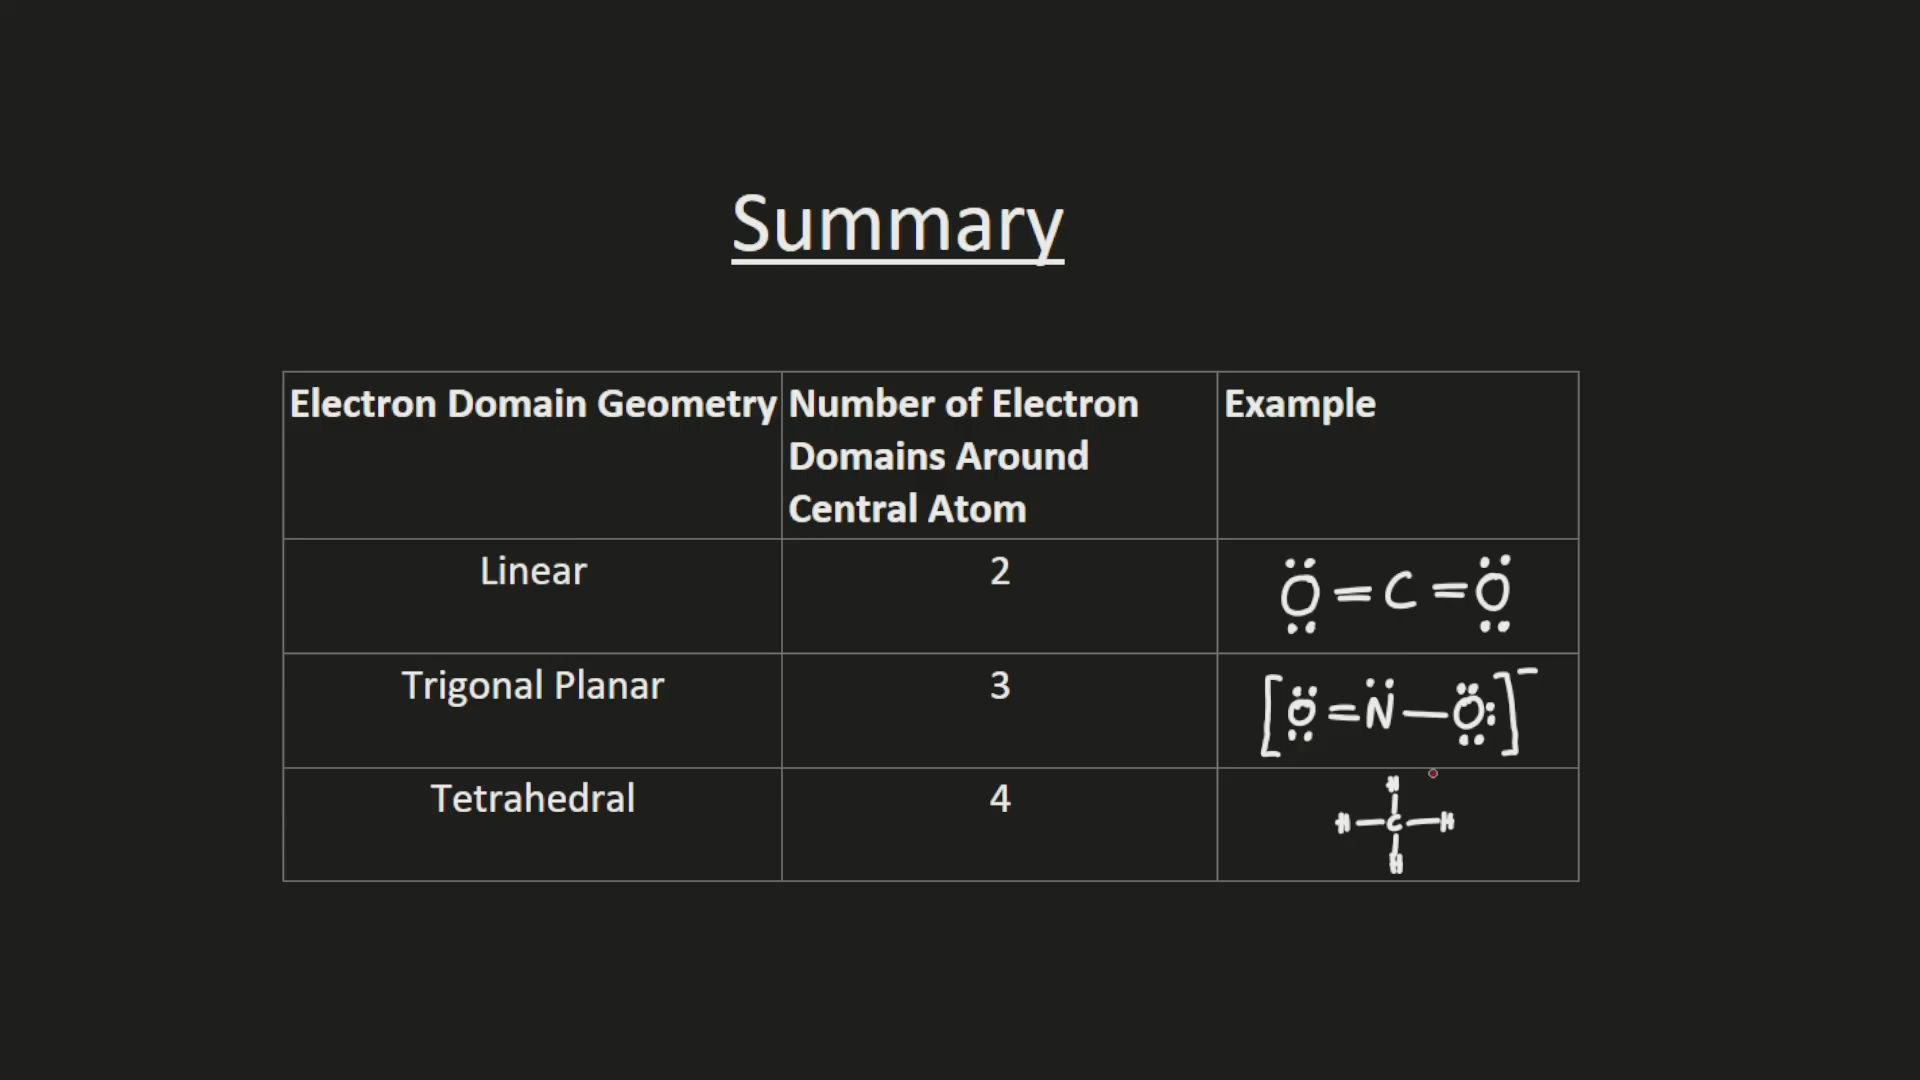 Summary
Electron Domain Geometry
Number of Electron
Domains Around
Central Atom
Example
Linear
2
O=C=O
Trigonal Planar
3
[O=N—O:]⁻
Tetrahedral
4
H
H—C—H
H